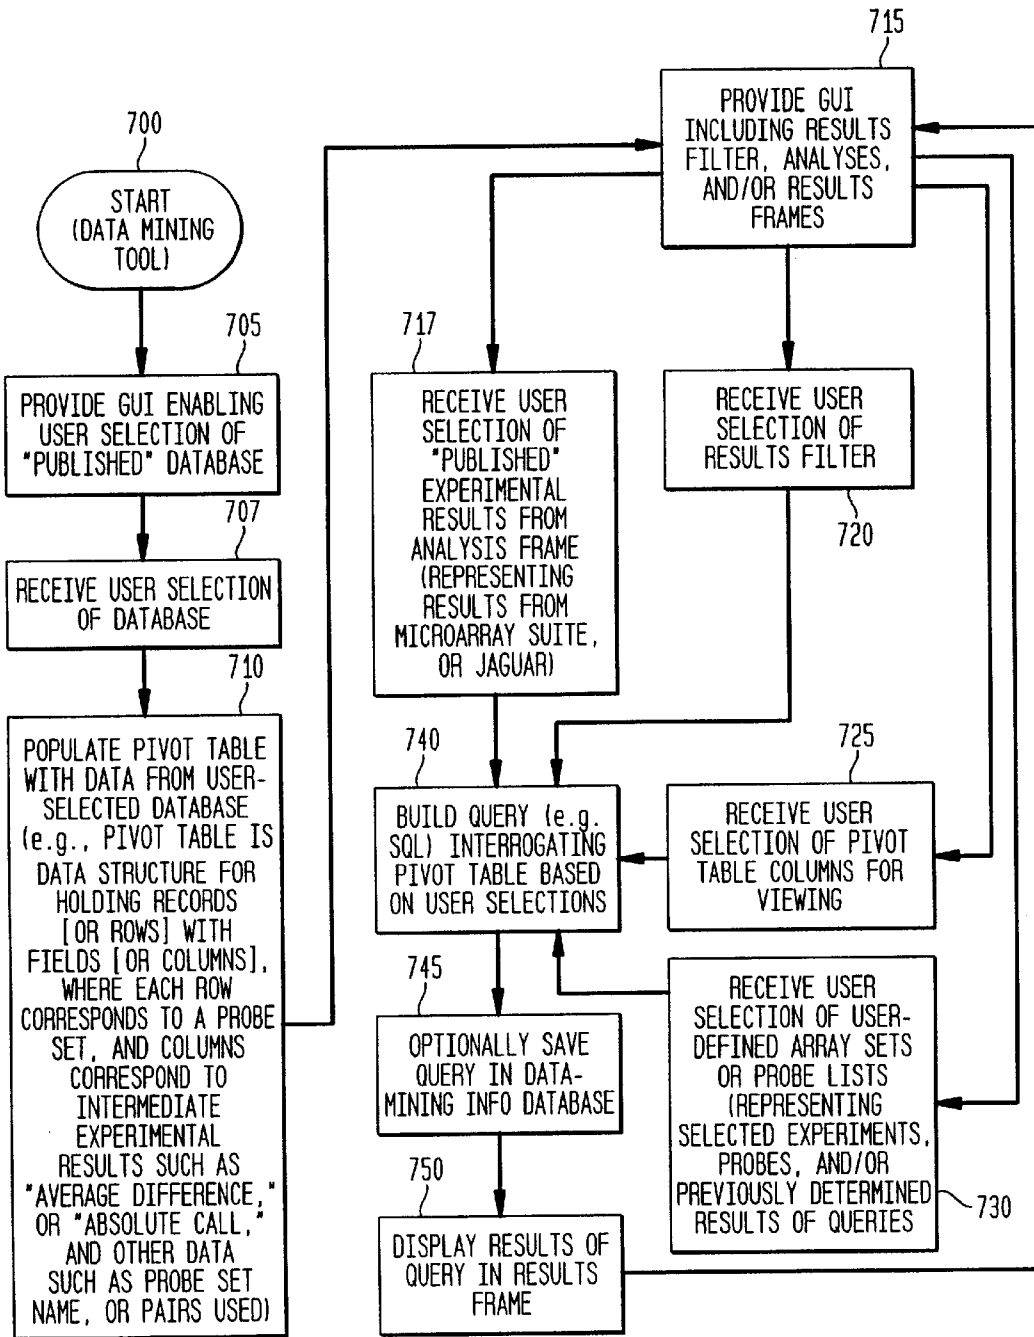 700
START
(DATA MINING
TOOL)
705
PROVIDE GUI ENABLING
USER SELECTION OF
"PUBLISHED" DATABASE
707
RECEIVE USER SELECTION
OF DATABASE
710
POPULATE PIVOT TABLE
WITH DATA FROM USER-
SELECTED DATABASE
(e.g., PIVOT TABLE IS
DATA STRUCTURE FOR
HOLDING RECORDS
[OR ROWS] WITH
FIELDS [OR COLUMNS],
WHERE EACH ROW
CORRESPONDS TO A PROBE
SET, AND COLUMNS
CORRESPOND TO
INTERMEDIATE
EXPERIMENTAL
RESULTS SUCH AS
"AVERAGE DIFFERENCE,"
OR "ABSOLUTE CALL,"
AND OTHER DATA
SUCH AS PROBE SET
NAME, OR PAIRS USED)
715
PROVIDE GUI
INCLUDING RESULTS
FILTER, ANALYSES,
AND/OR RESULTS
FRAMES
717
RECEIVE USER
SELECTION OF
"PUBLISHED"
EXPERIMENTAL
RESULTS FROM
ANALYSIS FRAME
(REPRESENTING
RESULTS FROM
MICROARRAY SUITE,
OR JAGUAR)
RECEIVE USER
SELECTION OF
RESULTS FILTER
720
725
RECEIVE USER
SELECTION OF PIVOT
TABLE COLUMNS FOR
VIEWING
RECEIVE USER
SELECTION OF USER-
DEFINED ARRAY SETS
OR PROBE LISTS
(REPRESENTING
SELECTED EXPERIMENTS,
PROBES, AND/OR
PREVIOUSLY DETERMINED
RESULTS OF QUERIES)
730
740
BUILD QUERY (e.g.
SQL) INTERROGATING
PIVOT TABLE BASED
ON USER SELECTIONS
745
OPTIONALLY SAVE
QUERY IN DATA-
MINING INFO DATABASE
750
DISPLAY RESULTS OF
QUERY IN RESULTS
FRAME